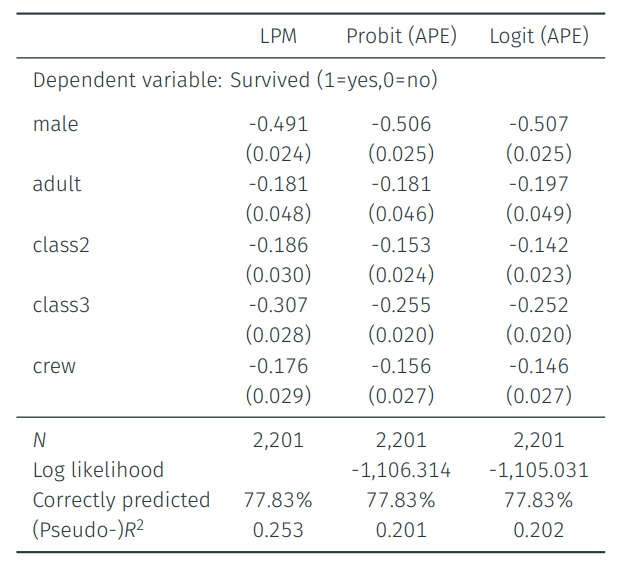 LPM Probit (APE) Logit (APE)
Dependent variable: Survived (1=yes,0=no)
male -0.491 -0.506 -0.507
(0.024) (0.025) (0.025)
adult -0.181 -0.181 -0.197
(0.048) (0.046) (0.049)
class2 -0.186 -0.153 -0.142
(0.030) (0.024) (0.023)
class3 -0.307 -0.255 -0.252
(0.028) (0.020) (0.020)
crew -0.176 -0.156 -0.146
(0.029) (0.027) (0.027)
N 2,201 2,201 2,201
Log likelihood -1,106.314 -1,105.031
Correctly predicted 77.83% 77.83% 77.83%
(Pseudo-)R² 0.253 0.201 0.202